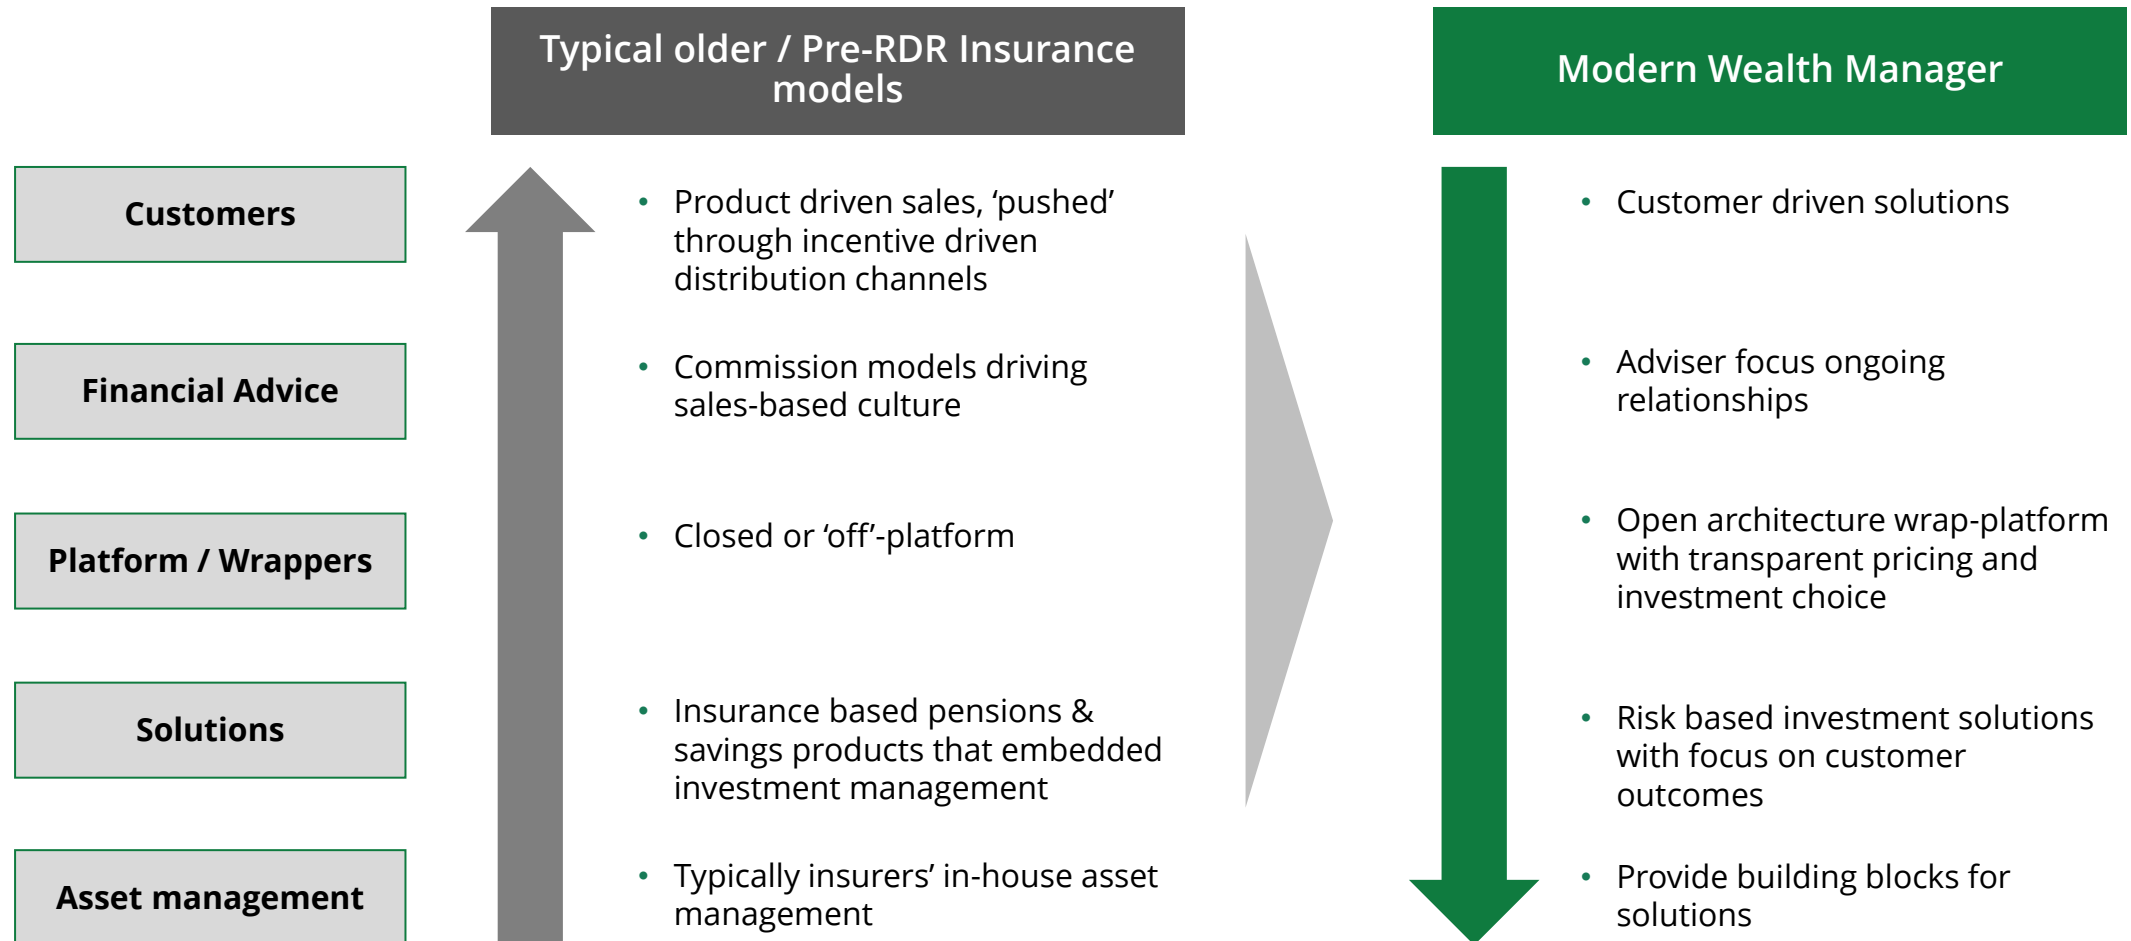 Typical older / Pre-RDR Insurance
models
Modern Wealth Manager
Customers
• Product driven sales, ‘pushed’
through incentive driven
distribution channels
• Customer driven solutions
Financial Advice
• Commission models driving
sales-based culture
• Adviser focus ongoing
relationships
Platform / Wrappers
• Closed or ‘off’-platform
• Open architecture wrap-platform
with transparent pricing and
investment choice
Solutions
• Insurance based pensions &
savings products that embedded
investment management
• Risk based investment solutions
with focus on customer
outcomes
Asset management
• Typically insurers’ in-house asset
management
• Provide building blocks for
solutions